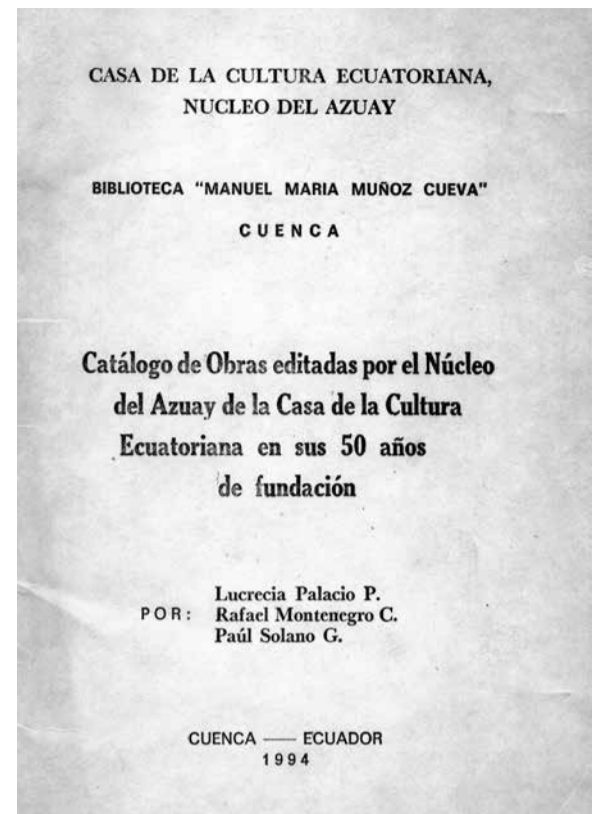 CASA DE LA CULTURA ECUATORIANA,
NUCLEO DEL AZUAY
BIBLIOTECA "MANUEL MARIA MUÑOZ CUEVA"
CUENCA
Catálogo de Obras editadas por el Núcleo
del Azuay de la Casa de la Cultura
Ecuatoriana en sus 50 años
de fundación
Lucrecia Palacio P.
POR: Rafael Montenegro C.
Paúl Solano G.
CUENCA — ECUADOR
1994